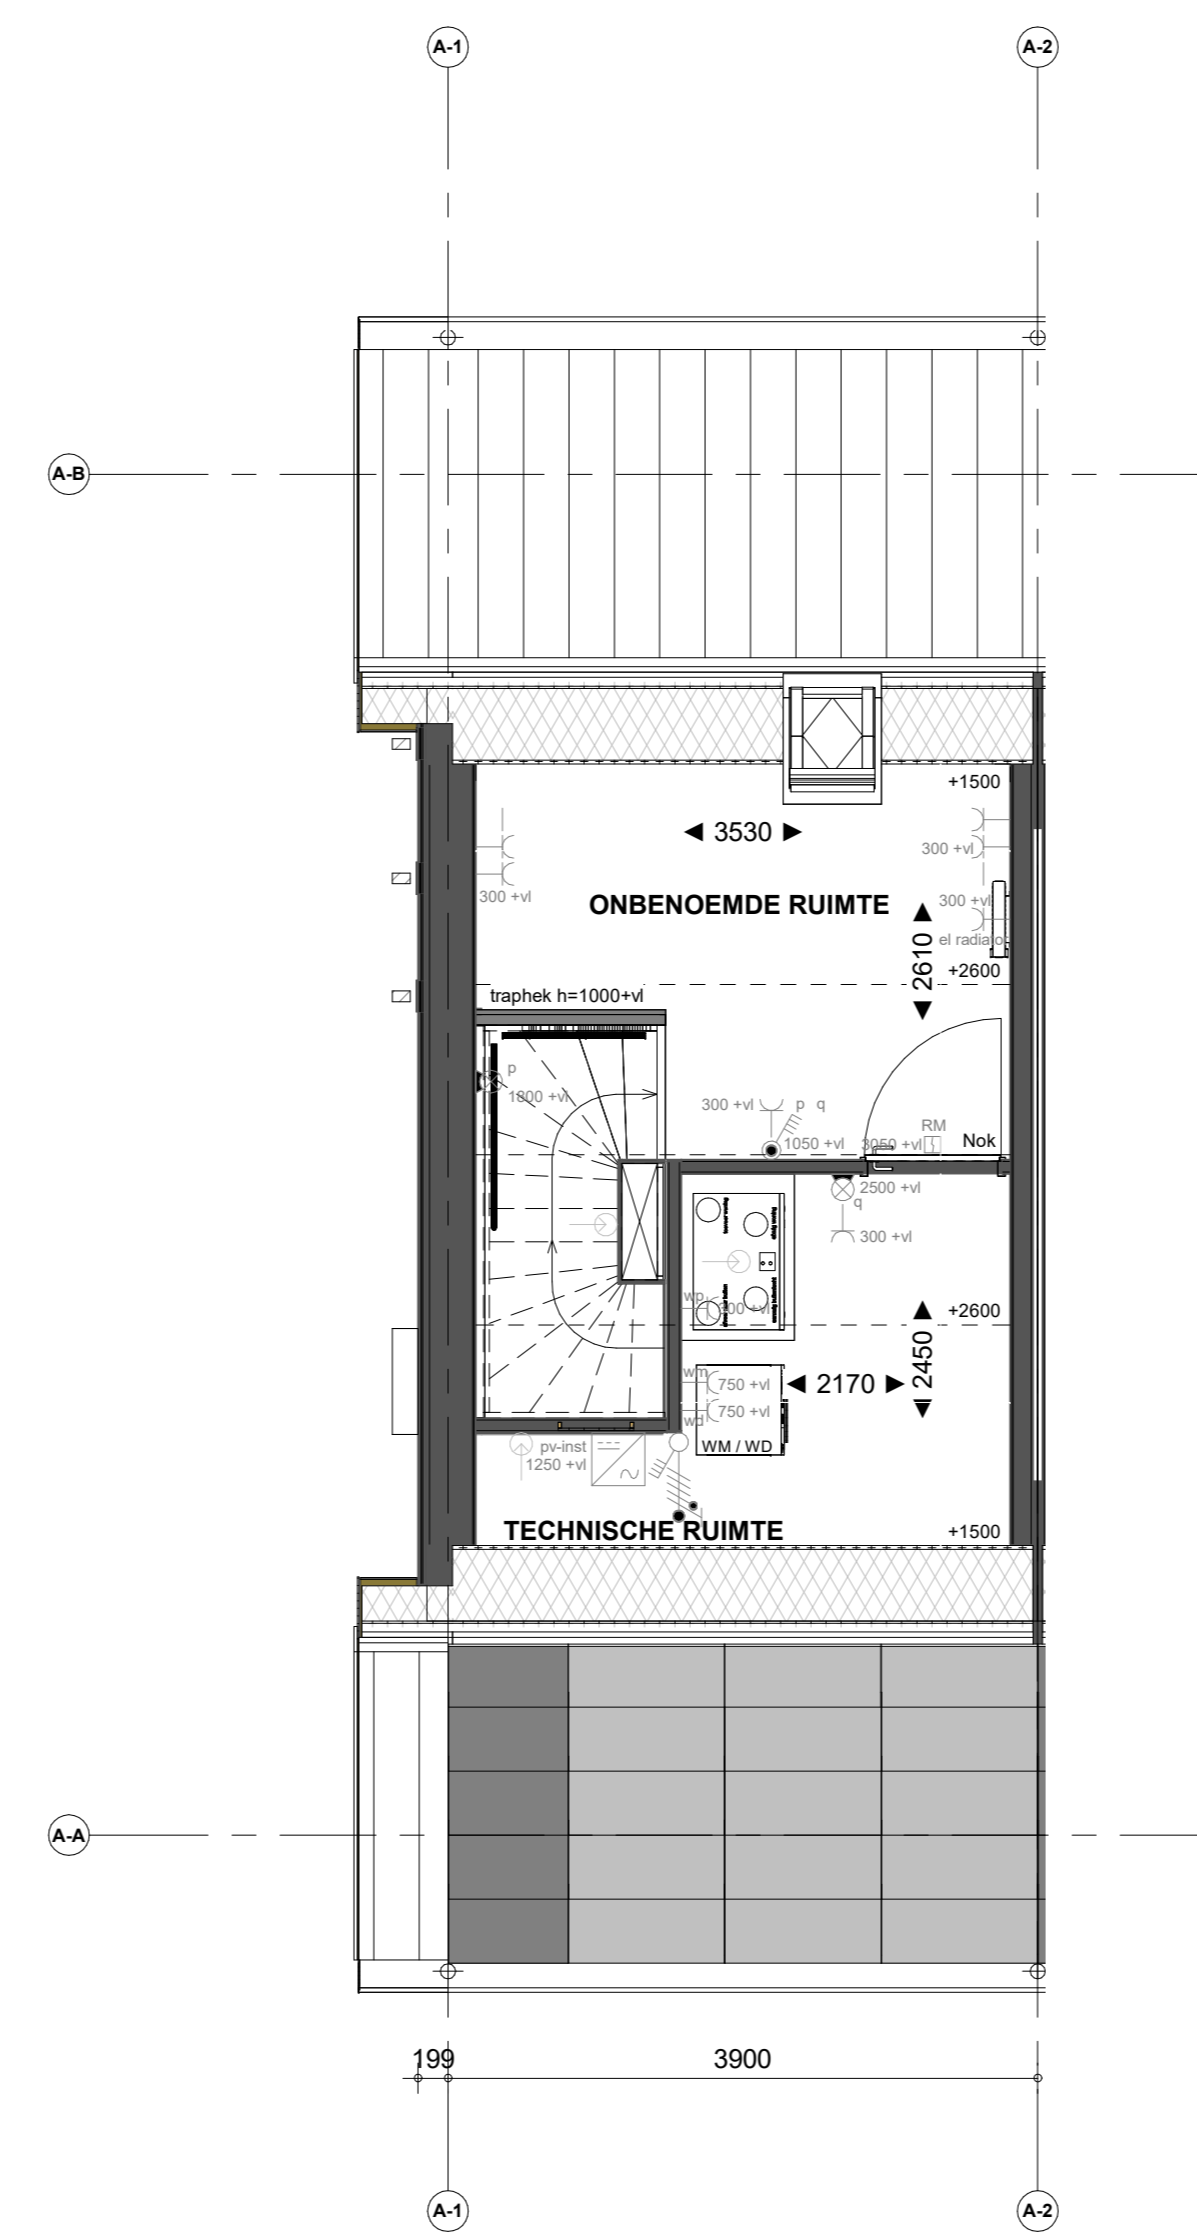 A-1
A-2
A-B
+1500
3530
300 +vl
300 +vl
ONBENOEMDE RUIMTE
300 +vl
el radiator
2610
+2600
traphek h=1000+vl
p
1800 +vl
300 +vl
p q
1050 +vl
3050 +vl
RM
Nok
2500 +vl
q
300 +vl
wp
300 +vl
+2600
2450
wm
750 +vl
2170
wd
750 +vl
WM / WD
pv-inst
1250 +vl
TECHNISCHE RUIMTE
+1500
A-A
199
3900
A-1
A-2